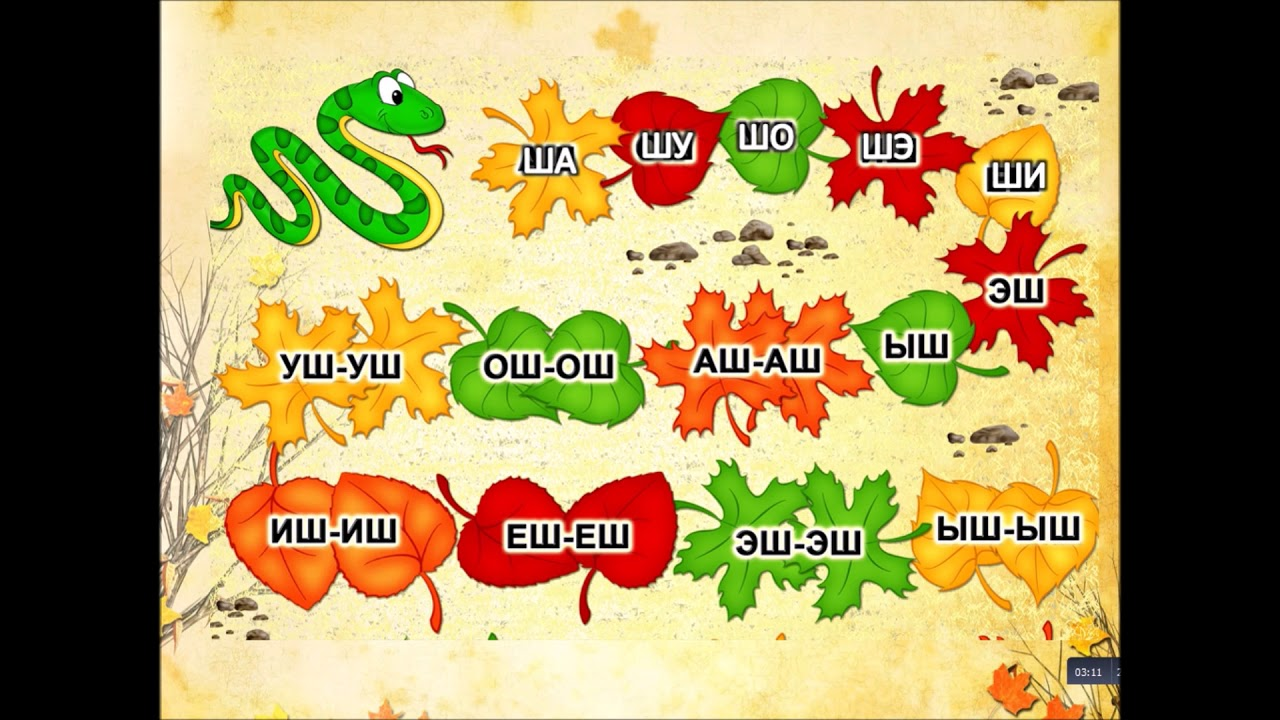 ША ШУ ШО ШЭ ШИ
ЭШ
УШ-УШ ОШ-ОШ АШ-АШ ЫШ
ИШ-ИШ ЕШ-ЕШ ЭШ-ЭШ ЫШ-ЫШ
03:11